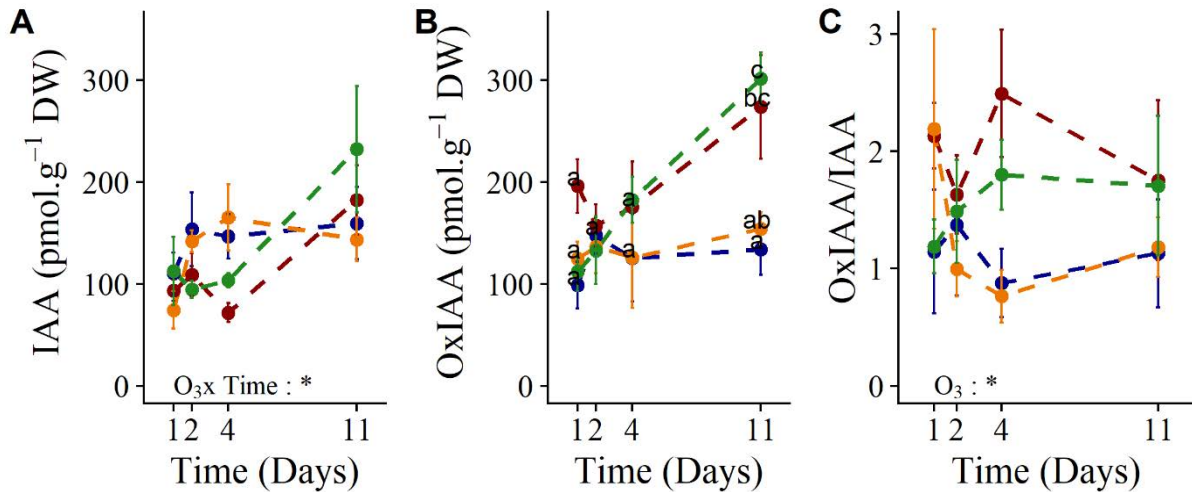 A
IAA (pmol.g⁻¹ DW)
300
200
100
0
O₃x Time : *
1 2 4 11
Time (Days)
B
OxIAA (pmol.g⁻¹ DW)
300
200
100
0
c
bc
a
a
a
ab
a
a
a
a
1 2 4 11
Time (Days)
C
OxIAA/IAA
3
2
1
0
O₃ : *
1 2 4 11
Time (Days)